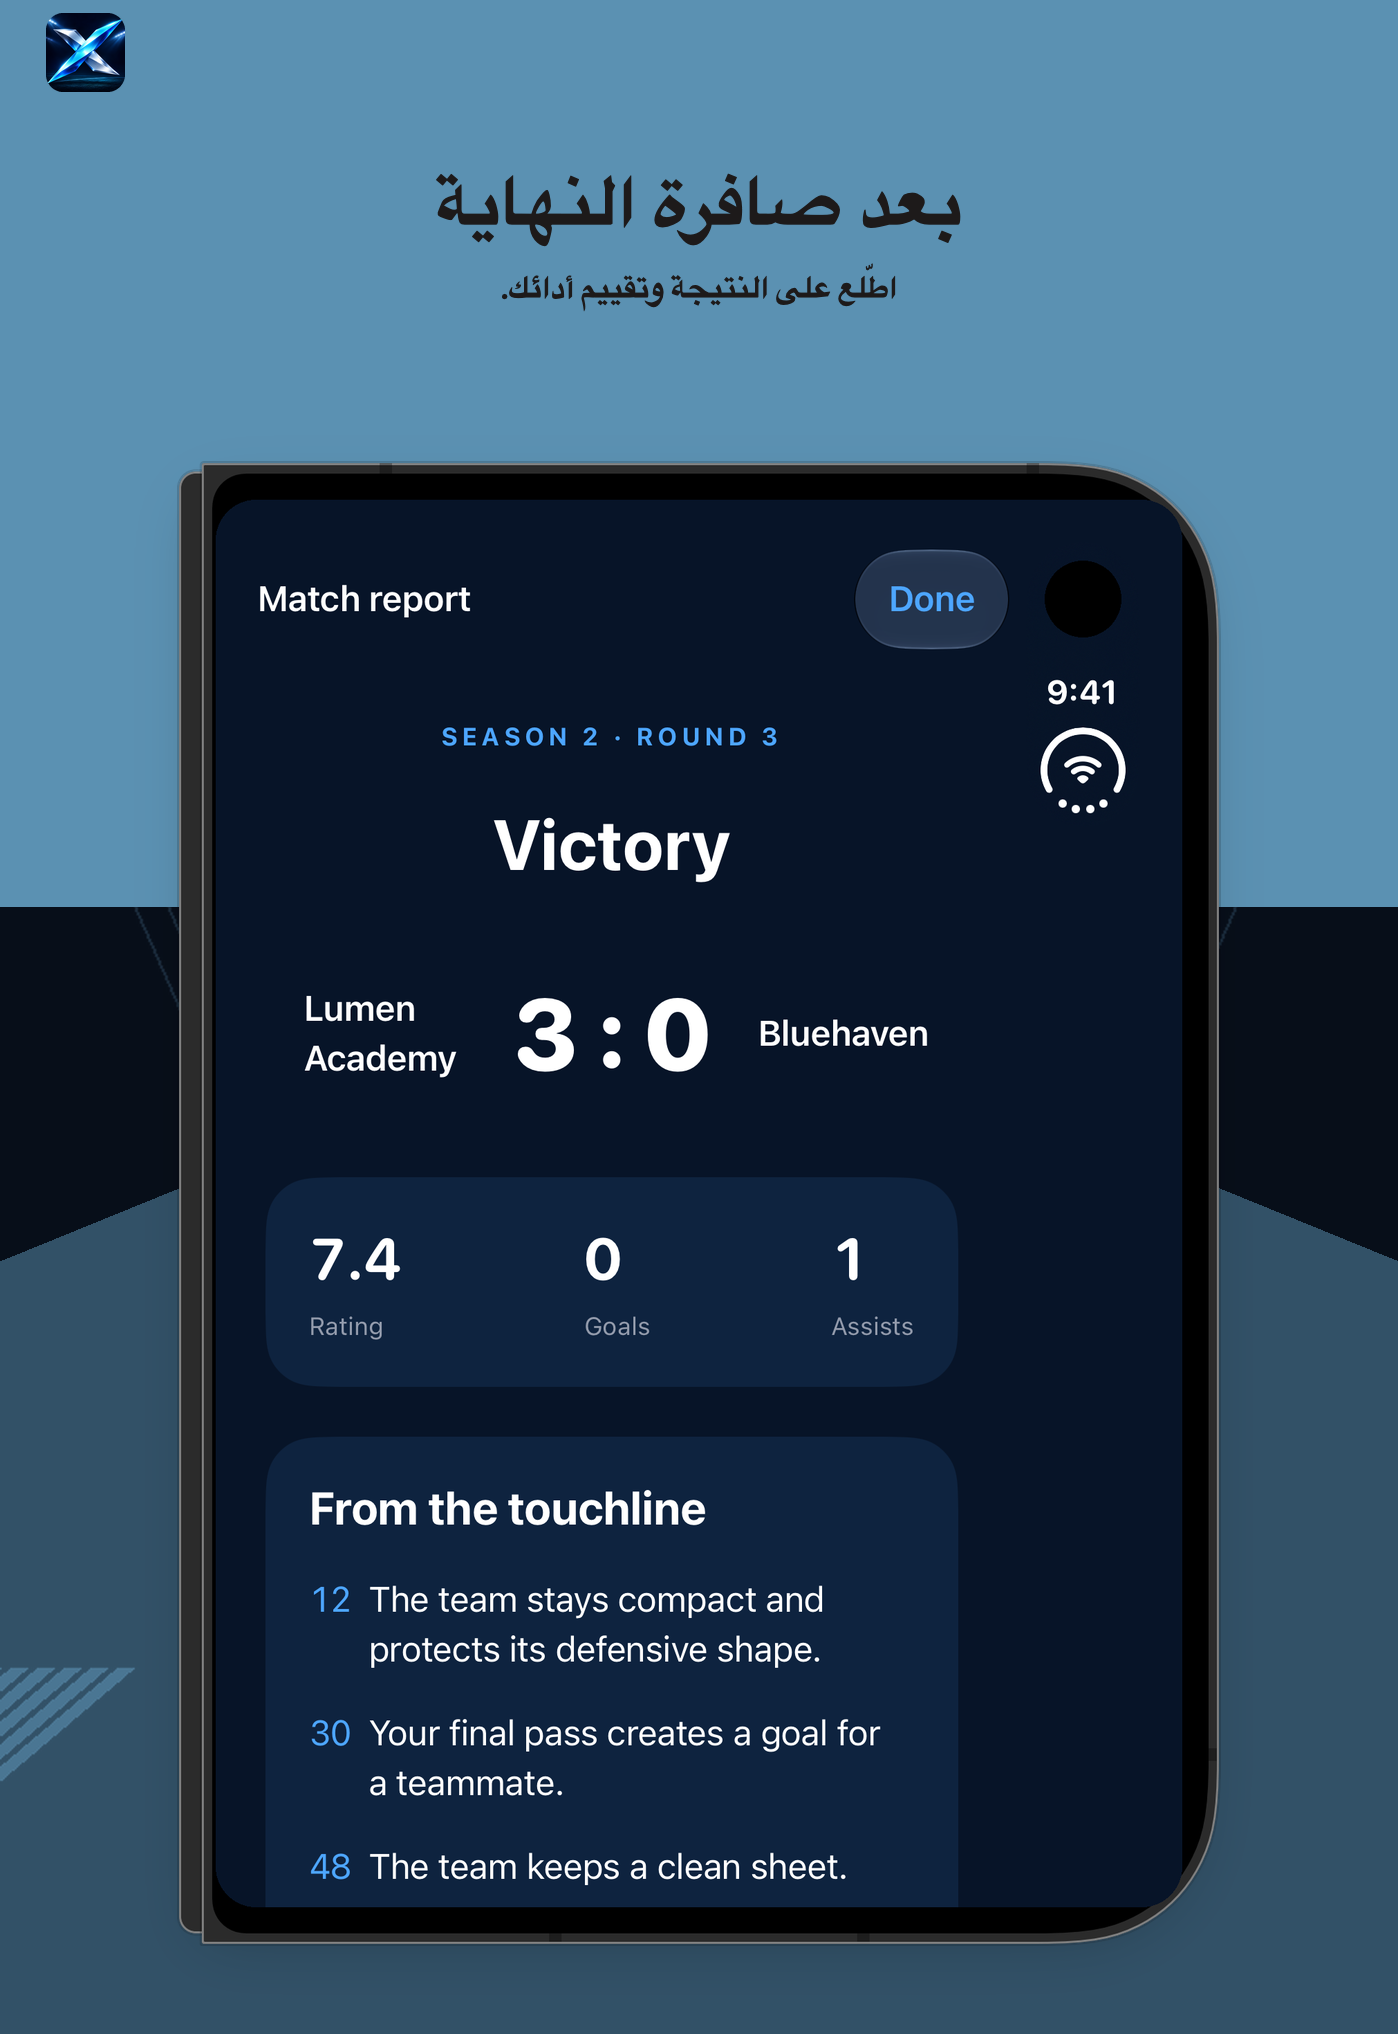 بعد صافرة النهاية
اطّلع على النتيجة وتقييم أدائك.
Match report
Done
9:41
SEASON 2 · ROUND 3
Victory
Lumen
Academy
3 : 0
Bluehaven
7.4
0
1
Rating
Goals
Assists
From the touchline
12 The team stays compact and
protects its defensive shape.
30 Your final pass creates a goal for
a teammate.
48 The team keeps a clean sheet.